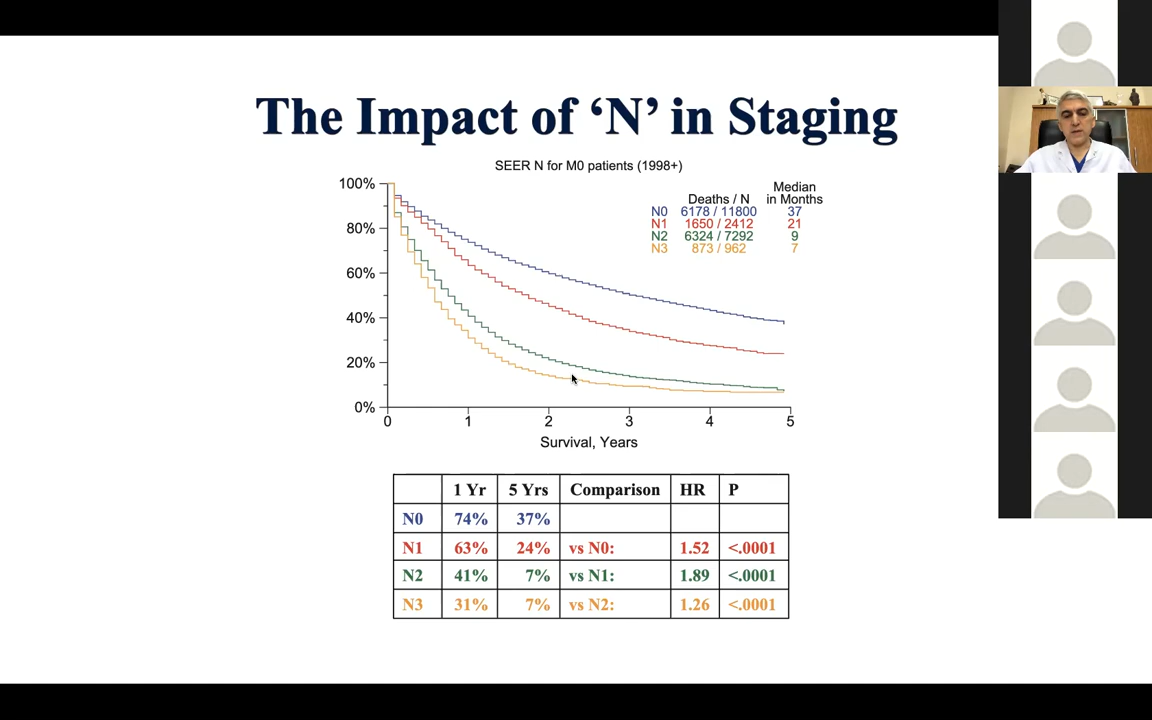 The Impact of ‘N’ in Staging
SEER N for M0 patients (1998+)
Median
Deaths / N in Months
N0 6178 / 11800 37
N1 1650 / 2412 21
N2 6324 / 7292 9
N3 873 / 962 7
100%
80%
60%
40%
20%
0%
0 1 2 3 4 5
Survival, Years
1 Yr 5 Yrs Comparison HR P
N0 74% 37%
N1 63% 24% vs N0: 1.52 <.0001
N2 41% 7% vs N1: 1.89 <.0001
N3 31% 7% vs N2: 1.26 <.0001